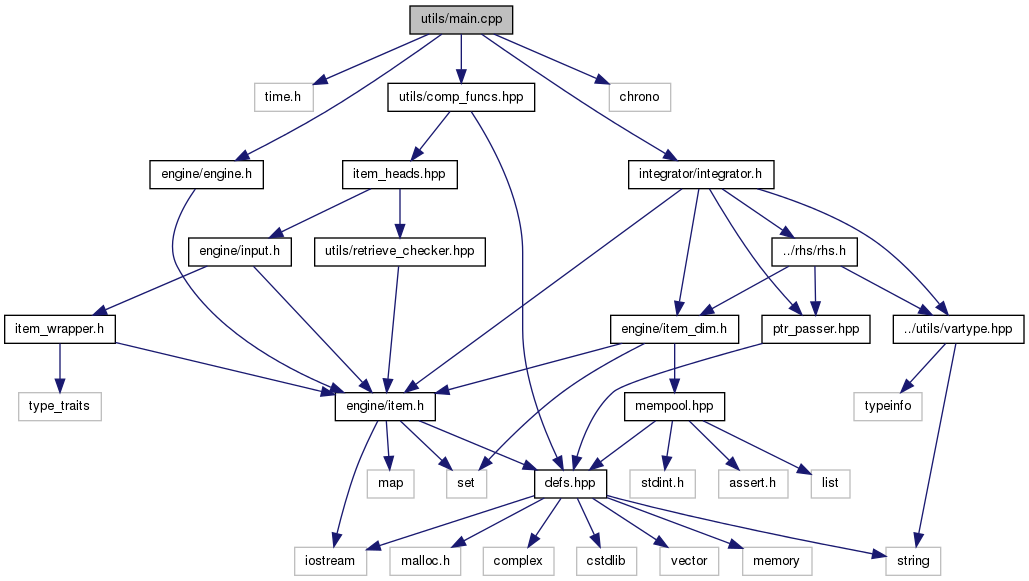 utils/main.cpp
time.h
utils/comp_funcs.hpp
chrono
engine/engine.h
item_heads.hpp
integrator/integrator.h
engine/input.h
utils/retrieve_checker.hpp
../rhs/rhs.h
item_wrapper.h
engine/item_dim.h
ptr_passer.hpp
../utils/vartype.hpp
type_traits
engine/item.h
mempool.hpp
typeinfo
map
set
defs.hpp
stdint.h
assert.h
list
iostream
malloc.h
complex
cstdlib
vector
memory
string